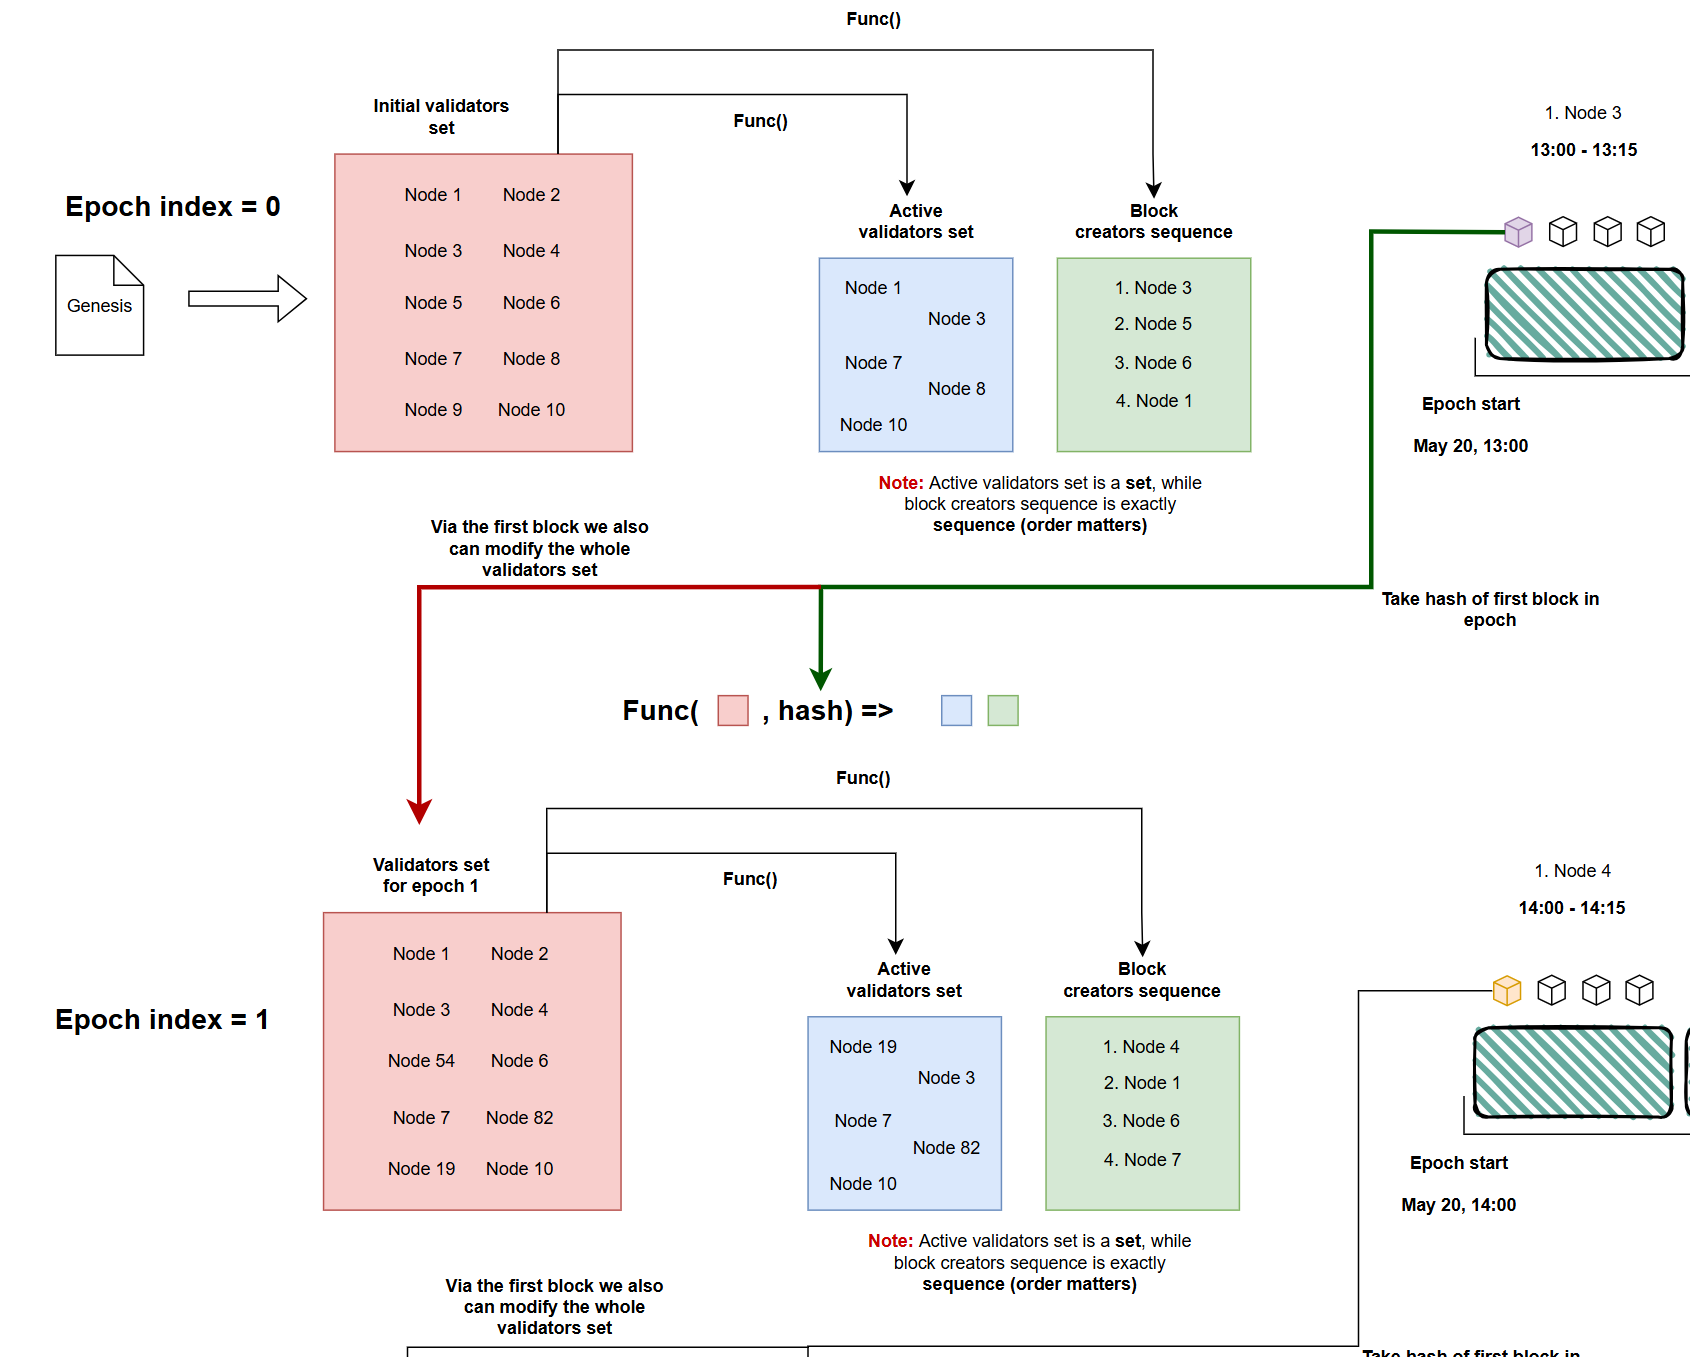 Func()
Initial validators
set
Func()
1. Node 3
13:00 - 13:15
Epoch index = 0
Genesis
Node 1 Node 2
Node 3 Node 4
Node 5 Node 6
Node 7 Node 8
Node 9 Node 10
Active
validators set
Node 1
Node 3
Node 7
Node 8
Node 10
Block
creators sequence
1. Node 3
2. Node 5
3. Node 6
4. Node 1
Epoch start
May 20, 13:00
Note: Active validators set is a set, while
block creators sequence is exactly
sequence (order matters)
Via the first block we also
can modify the whole
validators set
Take hash of first block in
epoch
Func( , hash) =>
Func()
Validators set
for epoch 1
Func()
1. Node 4
14:00 - 14:15
Epoch index = 1
Node 1 Node 2
Node 3 Node 4
Node 54 Node 6
Node 7 Node 82
Node 19 Node 10
Active
validators set
Node 19
Node 3
Node 7
Node 82
Node 10
Block
creators sequence
1. Node 4
2. Node 1
3. Node 6
4. Node 7
Epoch start
May 20, 14:00
Note: Active validators set is a set, while
block creators sequence is exactly
sequence (order matters)
Via the first block we also
can modify the whole
validators set
Take hash of first block in